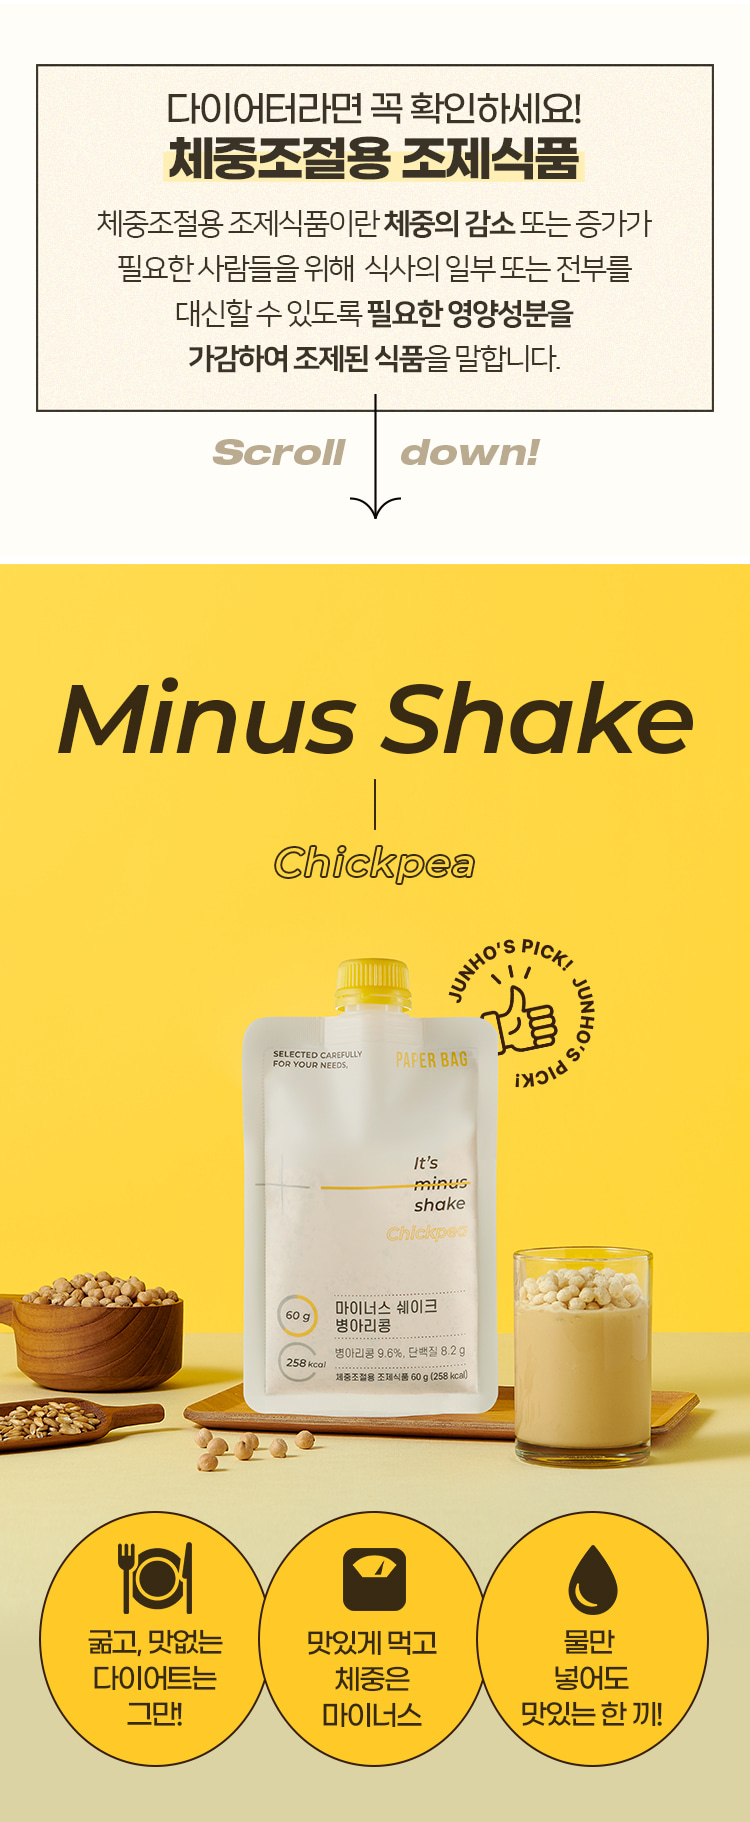 다이어터라면 꼭 확인하세요!
체중조절용 조제식품
체중조절용 조제식품이란 체중의 감소 또는 증가가
필요한 사람들을 위해 식사의 일부 또는 전부를
대신할 수 있도록 필요한 영양성분을
가감하여 조제된 식품을 말합니다.
Scroll down!
Minus Shake
Chickpea
JUNHO'S PICK! JUNHO'S PICK!
SELECTED CAREFULLY
FOR YOUR NEEDS,
PAPER BAG
It's
minus
shake
Chickpea
60 g
마이너스 쉐이크
병아리콩
258 kcal
병아리콩 9.6%, 단백질 8.2 g
체중조절용 조제식품 60 g (258 kcal)
굶고, 맛없는
다이어트는
그만!
맛있게 먹고
체중은
마이너스
물만
넣어도
맛있는 한 끼!